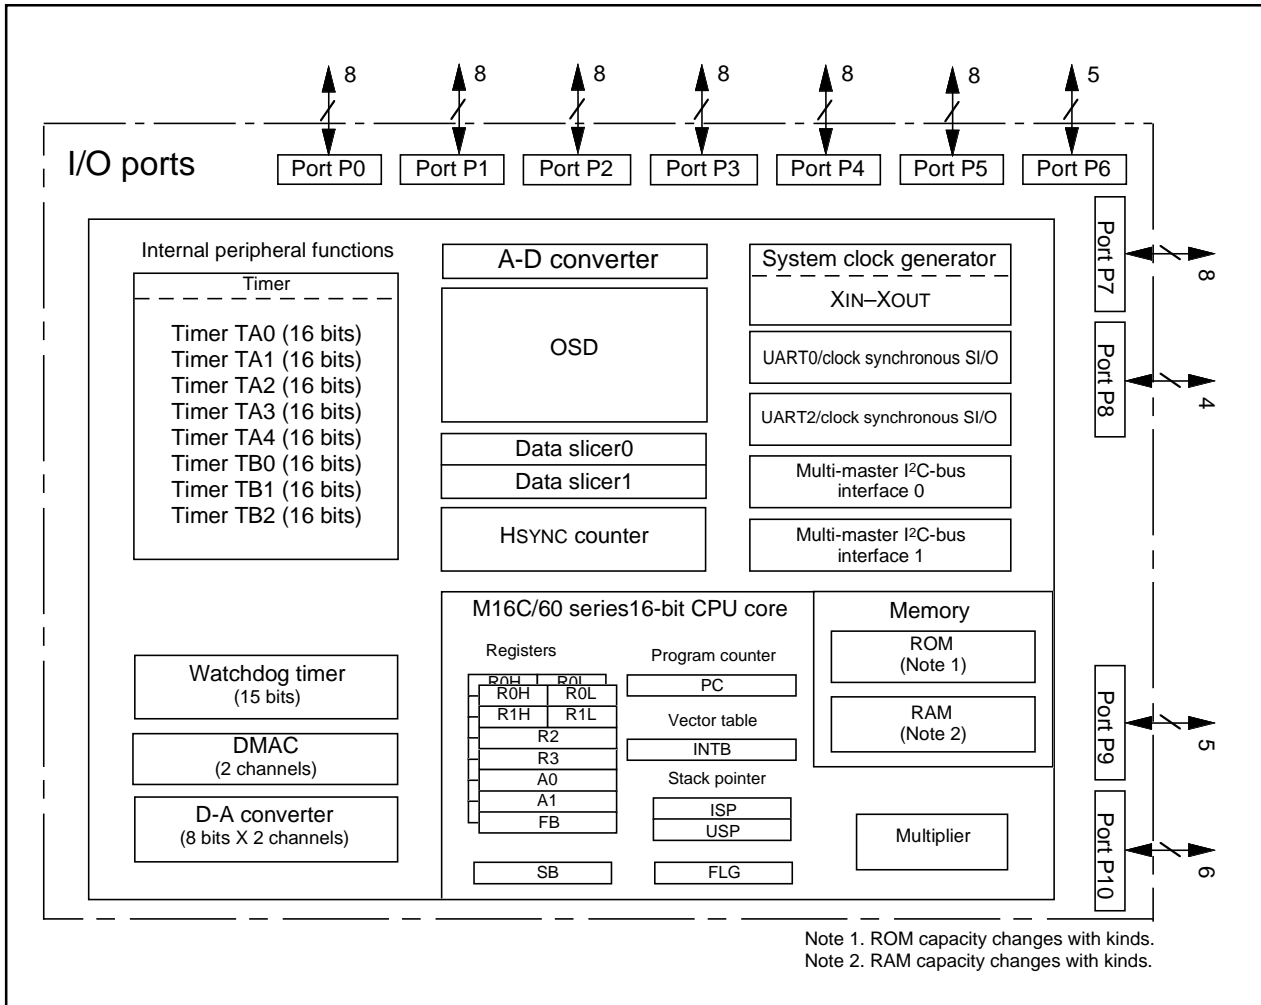 8 8 8 8 8 8 5
I/O ports
Port P0 Port P1 Port P2 Port P3 Port P4 Port P5 Port P6
Port P7
8
Port P8
4
Port P9
5
Port P10
6
Internal peripheral functions
Timer
Timer TA0 (16 bits)
Timer TA1 (16 bits)
Timer TA2 (16 bits)
Timer TA3 (16 bits)
Timer TA4 (16 bits)
Timer TB0 (16 bits)
Timer TB1 (16 bits)
Timer TB2 (16 bits)
Watchdog timer
(15 bits)
DMAC
(2 channels)
D-A converter
(8 bits X 2 channels)
A-D converter
OSD
Data slicer0
Data slicer1
HSYNC counter
System clock generator
XIN–XOUT
UART0/clock synchronous SI/O
UART2/clock synchronous SI/O
Multi-master I²C-bus
interface 0
Multi-master I²C-bus
interface 1
M16C/60 series16-bit CPU core
Registers
R0H R0L
R0H R0L
R1H R1L
R2
R3
A0
A1
FB
SB
Program counter
PC
Vector table
INTB
Stack pointer
ISP
USP
FLG
Memory
ROM
(Note 1)
RAM
(Note 2)
Multiplier
Note 1. ROM capacity changes with kinds.
Note 2. RAM capacity changes with kinds.